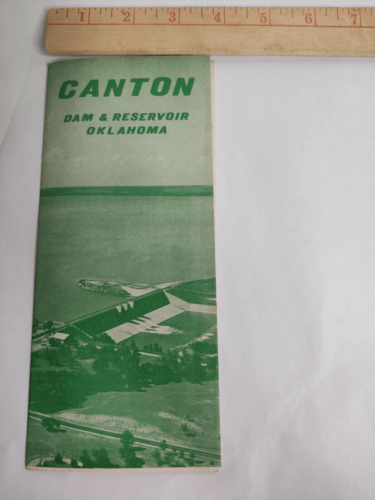 1 2 3 4 5 6 7
CANTON
DAM & RESERVOIR
OKLAHOMA